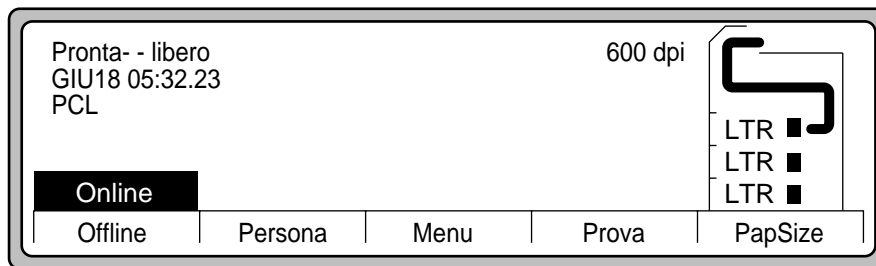 Pronta- - libero 600 dpi
GIU18 05:32.23
PCL
LTR
LTR
Online LTR
Offline Persona Menu Prova PapSize